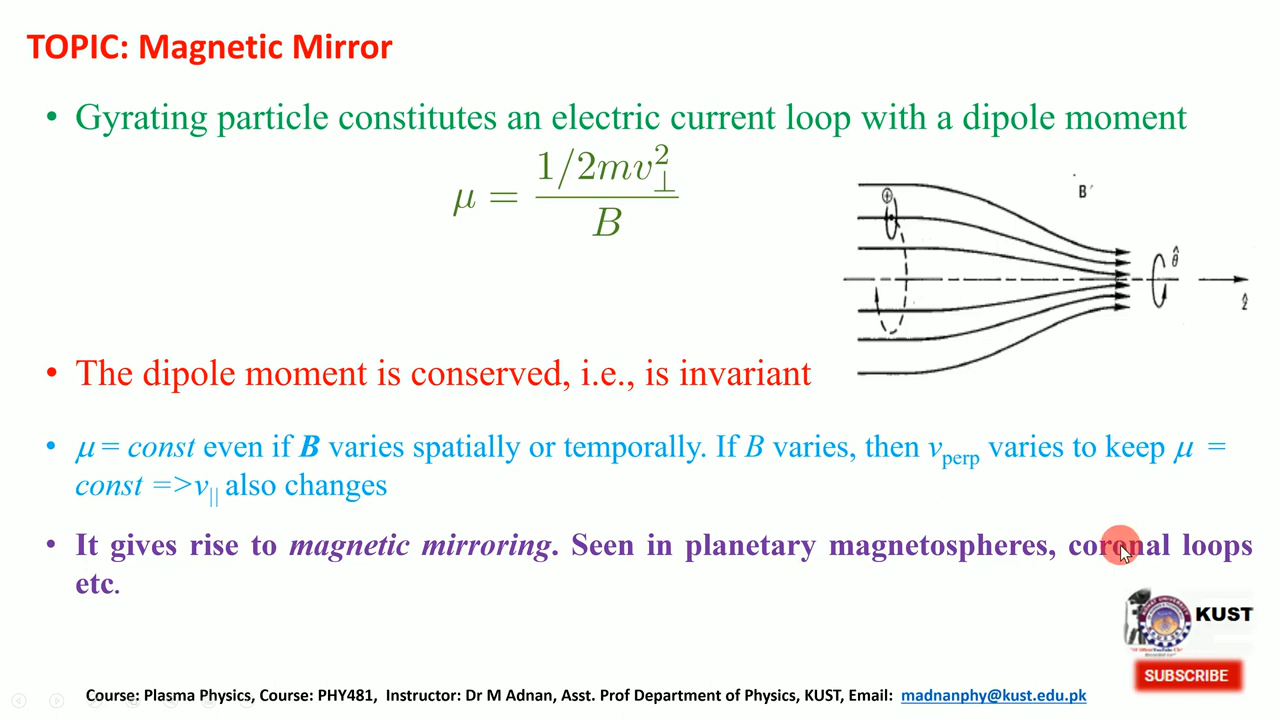 TOPIC: Magnetic Mirror
• Gyrating particle constitutes an electric current loop with a dipole moment
μ = 1/2mv⊥² / B
B
θ̂
ẑ
• The dipole moment is conserved, i.e., is invariant
• μ = const even if B varies spatially or temporally. If B varies, then vperp varies to keep μ =
const =>v|| also changes
• It gives rise to magnetic mirroring. Seen in planetary magnetospheres, coronal loops
etc.
KUST
SUBSCRIBE
Course: Plasma Physics, Course: PHY481, Instructor: Dr M Adnan, Asst. Prof Department of Physics, KUST, Email: madnanphy@kust.edu.pk